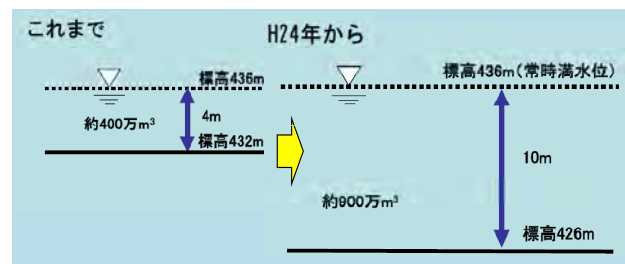 これまで
標高436m
4m
約400万m³
標高432m
H24年から
標高436m(常時満水位)
10m
約900万m³
標高426m